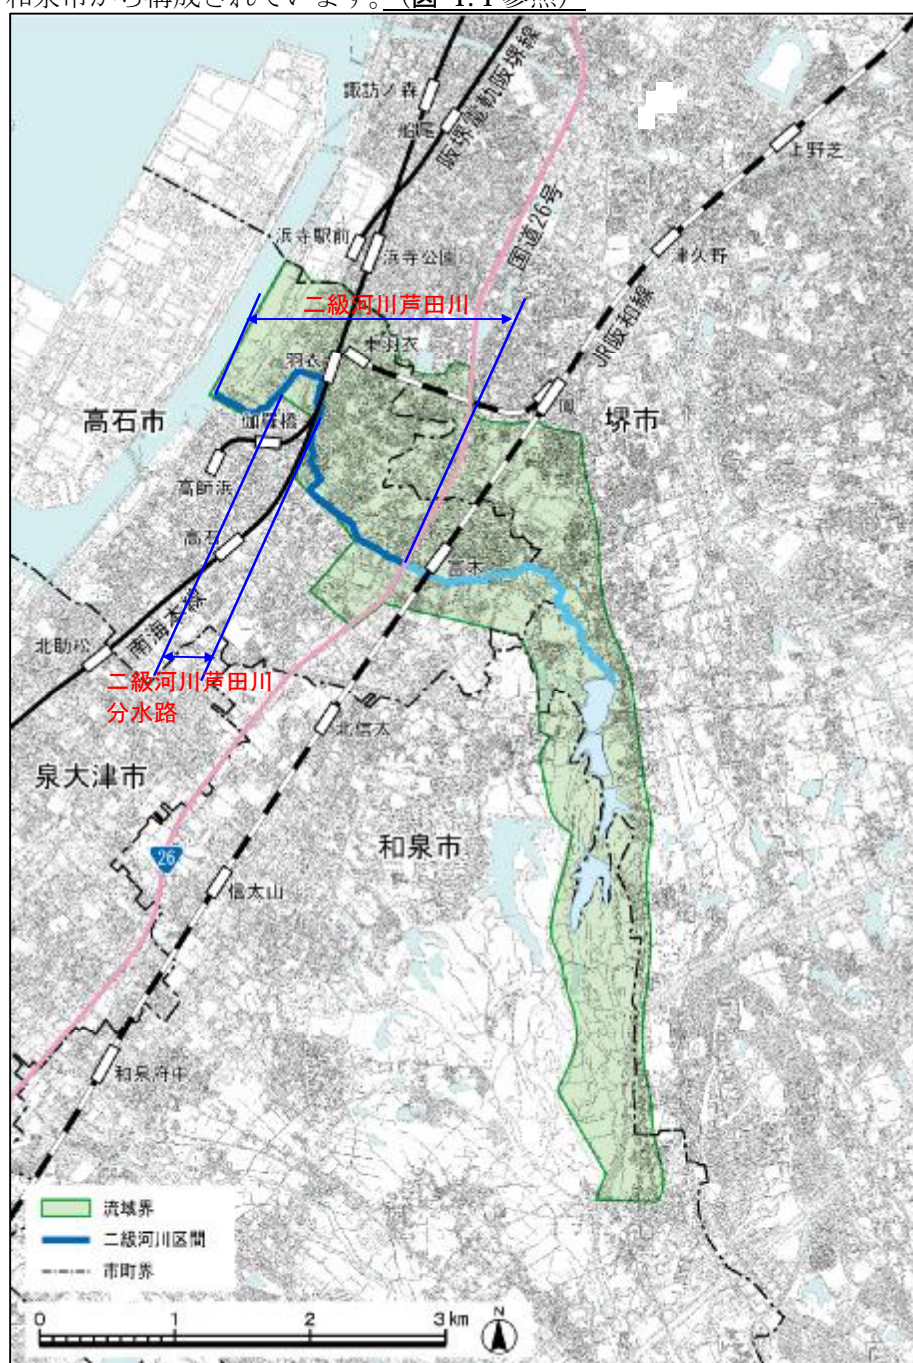 和泉市から構成されています。(図 1.1 参照)
諏訪ノ森
船尾
阪堺電軌阪堺線
上野芝
国道26号
浜寺駅前
浜寺公園
津久野
JR阪和線
二級河川芦田川
東羽衣
羽衣
鳳
高石市
伽羅橋
堺市
高師浜
高石
富木
北助松
南海本線
二級河川芦田川
分水路
北信太
泉大津市
和泉市
26
信太山
和泉府中
流域界
二級河川区間
市町界
0 1 2 3 km
N